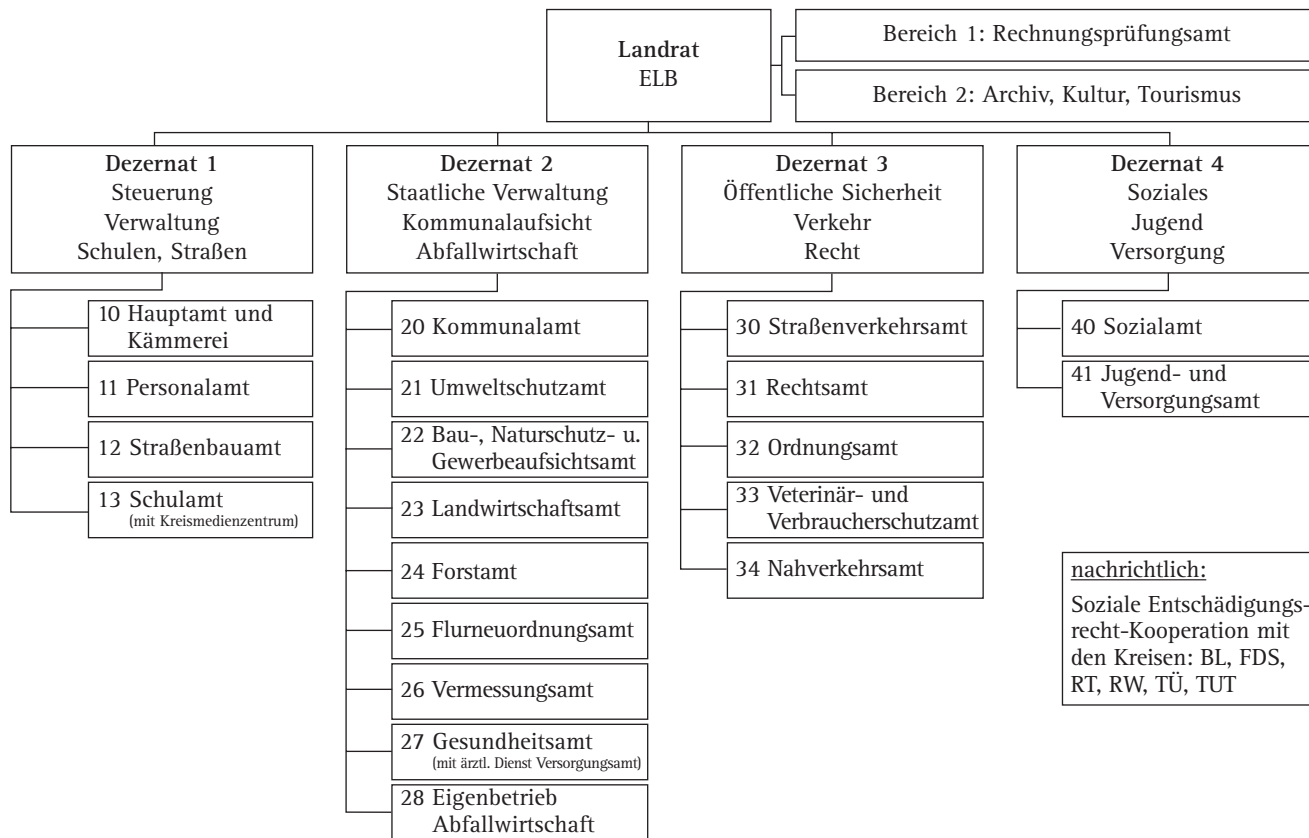 Landrat
ELB
Bereich 1: Rechnungsprüfungsamt
Bereich 2: Archiv, Kultur, Tourismus
Dezernat 1
Steuerung
Verwaltung
Schulen, Straßen
10 Hauptamt und
Kämmerei
11 Personalamt
12 Straßenbauamt
13 Schulamt
(mit Kreismedienzentrum)
Dezernat 2
Staatliche Verwaltung
Kommunalaufsicht
Abfallwirtschaft
20 Kommunalamt
21 Umweltschutzamt
22 Bau-, Naturschutz- u.
Gewerbeaufsichtsamt
23 Landwirtschaftsamt
24 Forstamt
25 Flurneuordnungsamt
26 Vermessungsamt
27 Gesundheitsamt
(mit ärztl. Dienst Versorgungsamt)
28 Eigenbetrieb
Abfallwirtschaft
Dezernat 3
Öffentliche Sicherheit
Verkehr
Recht
30 Straßenverkehrsamt
31 Rechtsamt
32 Ordnungsamt
33 Veterinär- und
Verbraucherschutzamt
34 Nahverkehrsamt
Dezernat 4
Soziales
Jugend
Versorgung
40 Sozialamt
41 Jugend- und
Versorgungsamt
nachrichtlich:
Soziale Entschädigungs-
recht-Kooperation mit
den Kreisen: BL, FDS,
RT, RW, TÜ, TUT